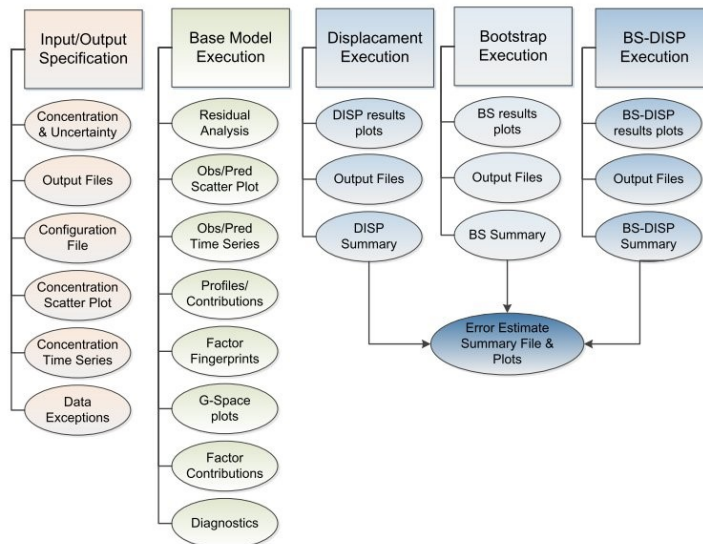 Input/Output
Specification
Concentration
& Uncertainty
Output Files
Configuration
File
Concentration
Scatter Plot
Concentration
Time Series
Data
Exceptions
Base Model
Execution
Residual
Analysis
Obs/Pred
Scatter Plot
Obs/Pred
Time Series
Profiles/
Contributions
Factor
Fingerprints
G-Space
plots
Factor
Contributions
Diagnostics
Displacament
Execution
DISP results
plots
Output Files
DISP
Summary
Bootstrap
Execution
BS results
plots
Output Files
BS Summary
BS-DISP
Execution
BS-DISP
results plots
Output Files
BS-DISP
Summary
Error Estimate
Summary File &
Plots